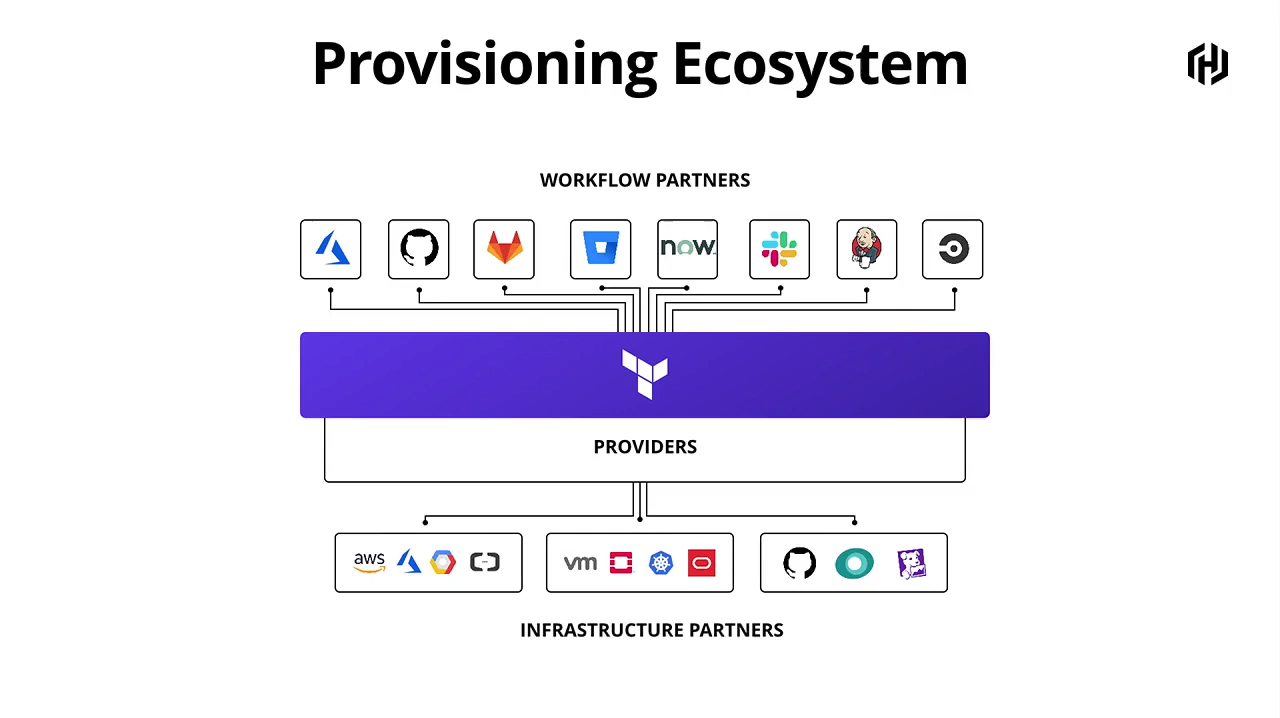 Provisioning Ecosystem
WORKFLOW PARTNERS
now
PROVIDERS
aws
vm
INFRASTRUCTURE PARTNERS